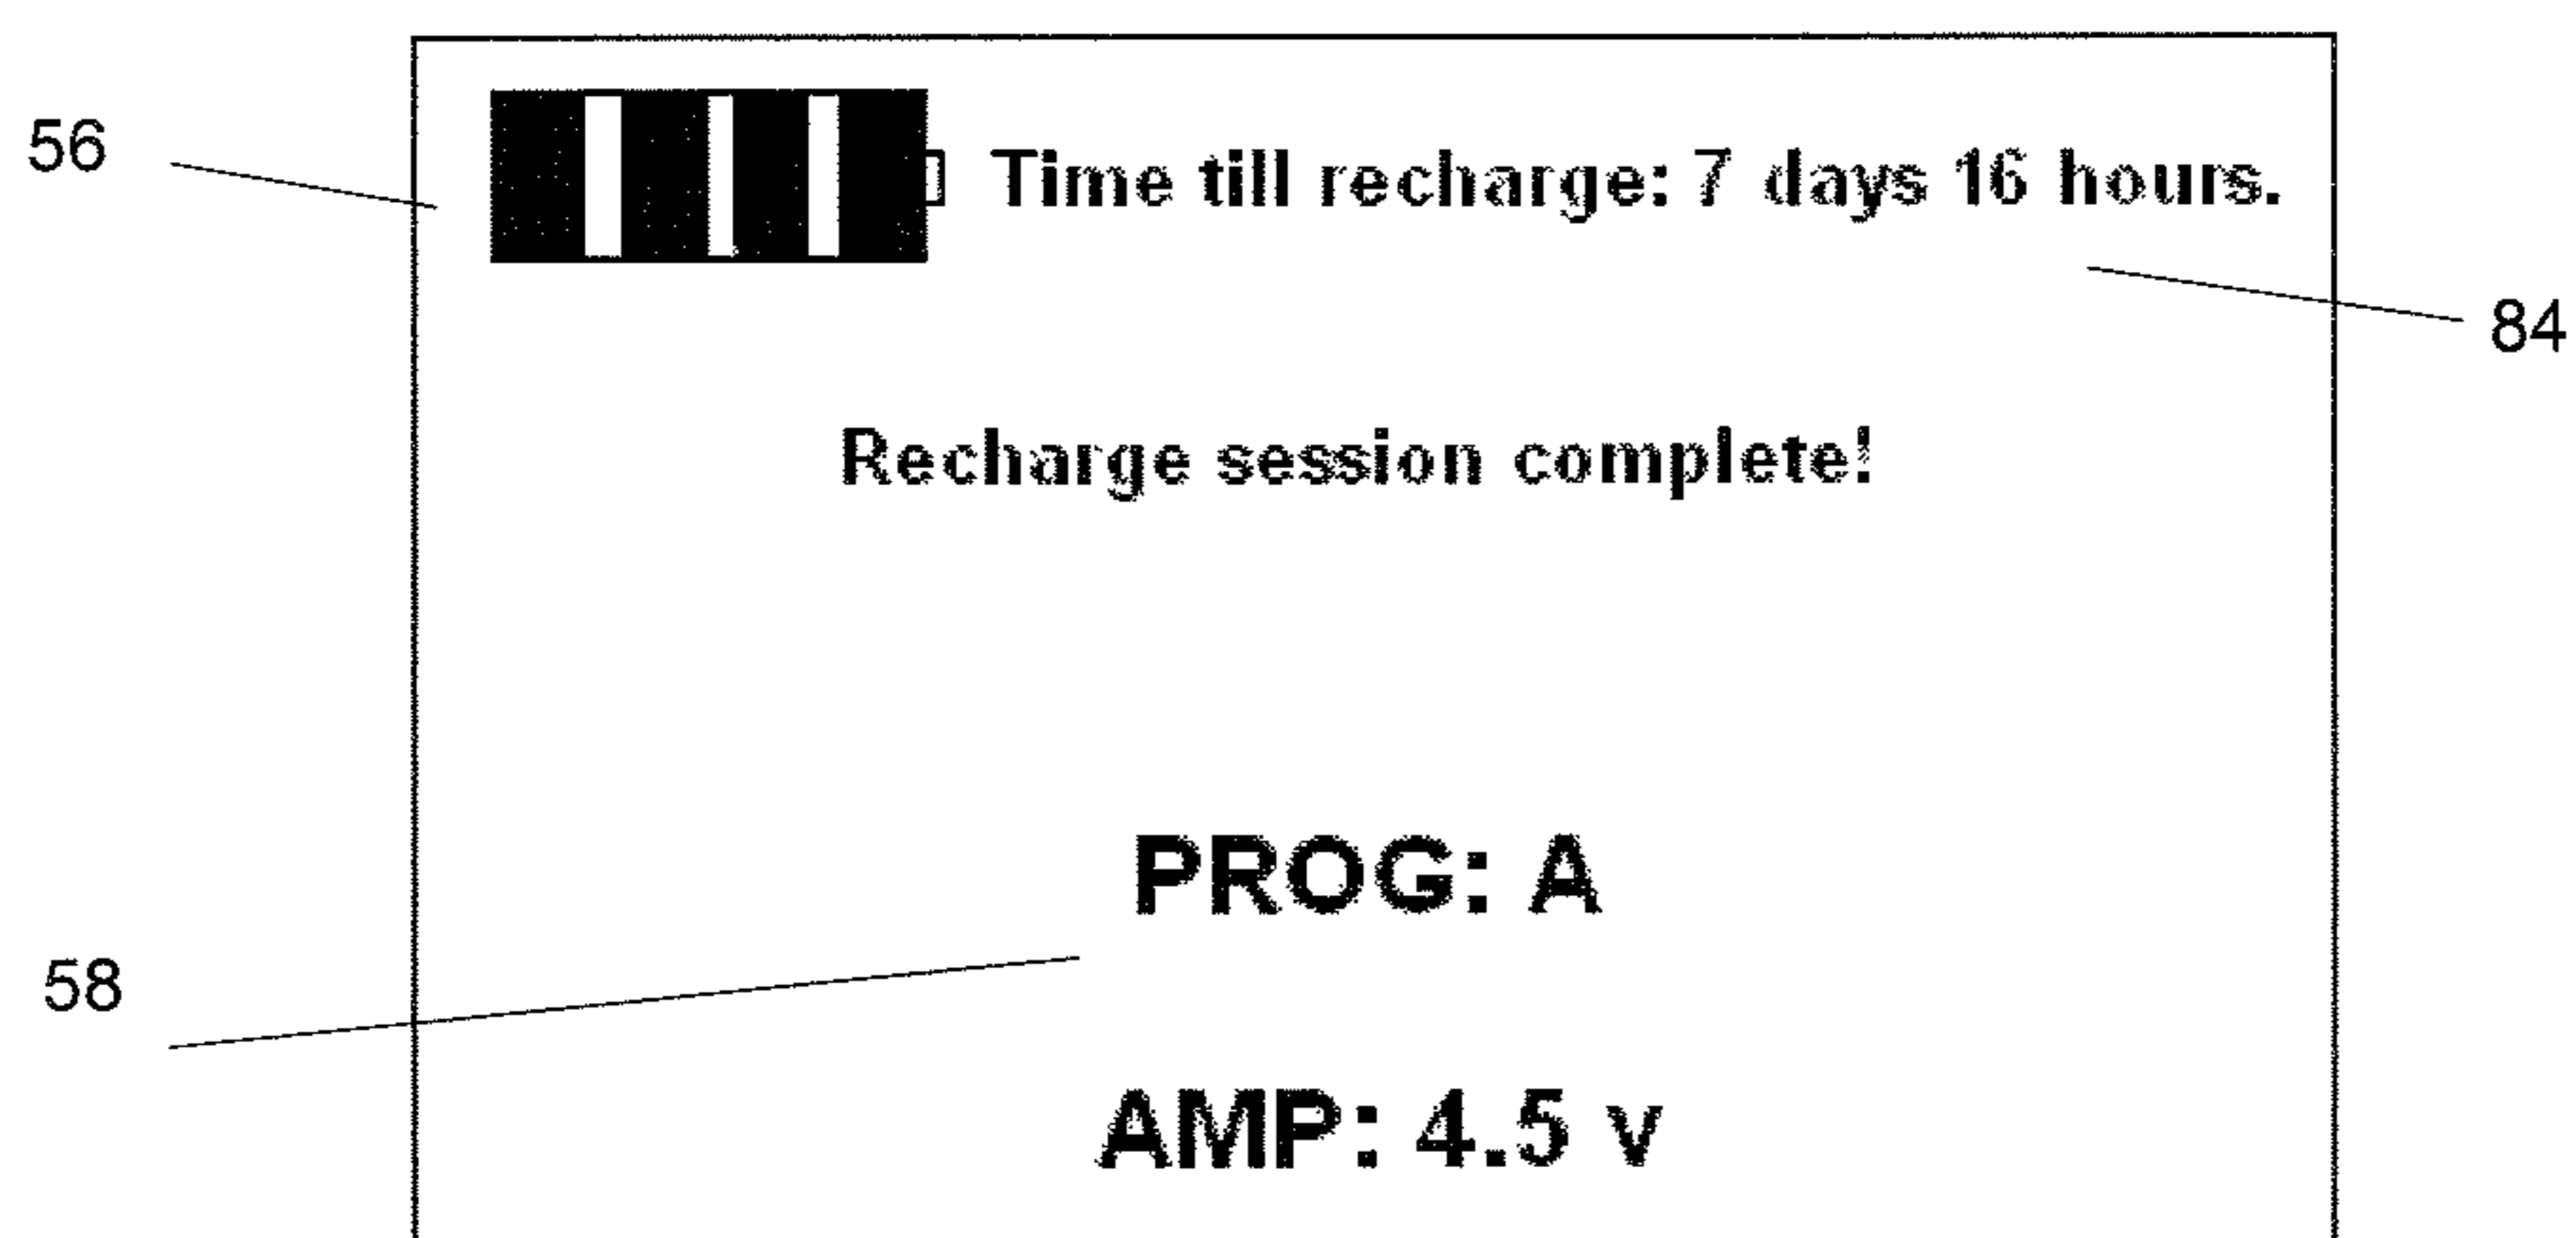 56
Time till recharge: 7 days 16 hours.
84
Recharge session complete!
PROG: A
58
AMP: 4.5 v